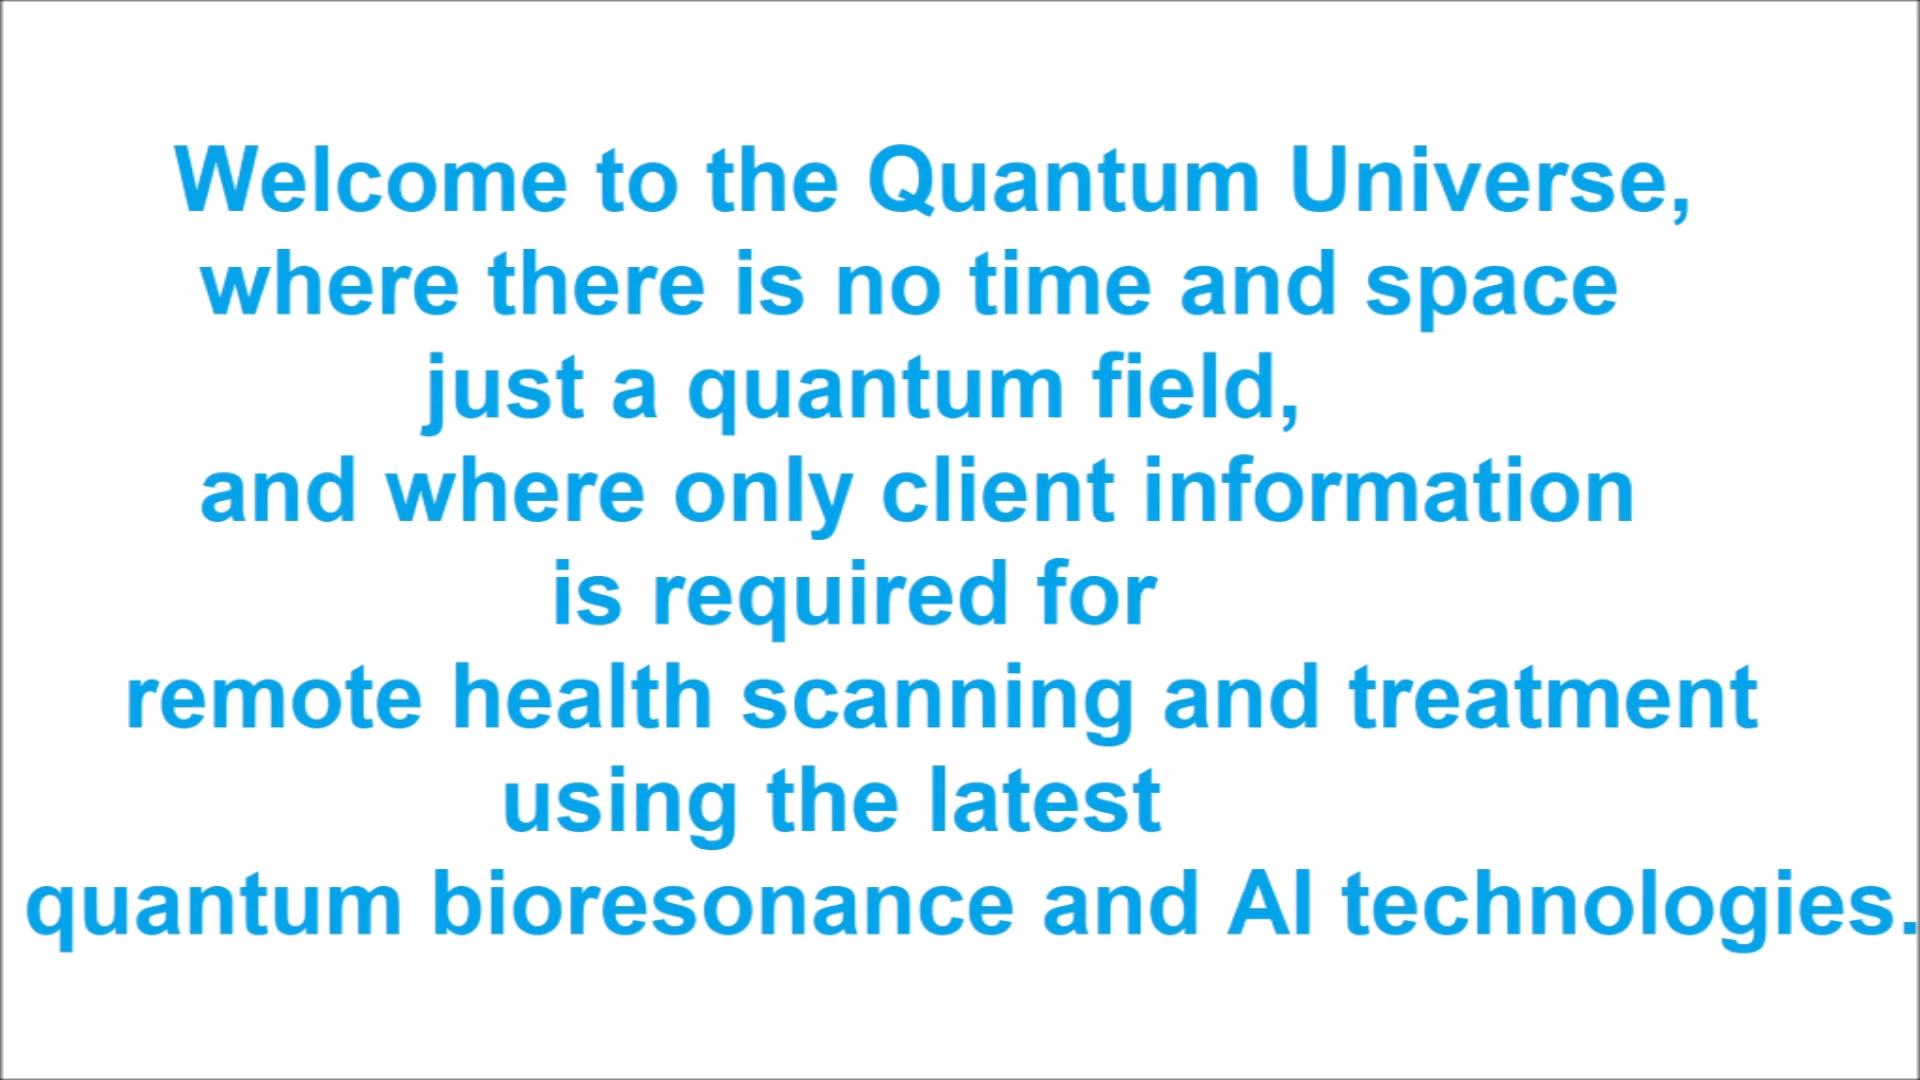 Welcome to the Quantum Universe,
where there is no time and space
just a quantum field,
and where only client information
is required for
remote health scanning and treatment
using the latest
quantum bioresonance and AI technologies.